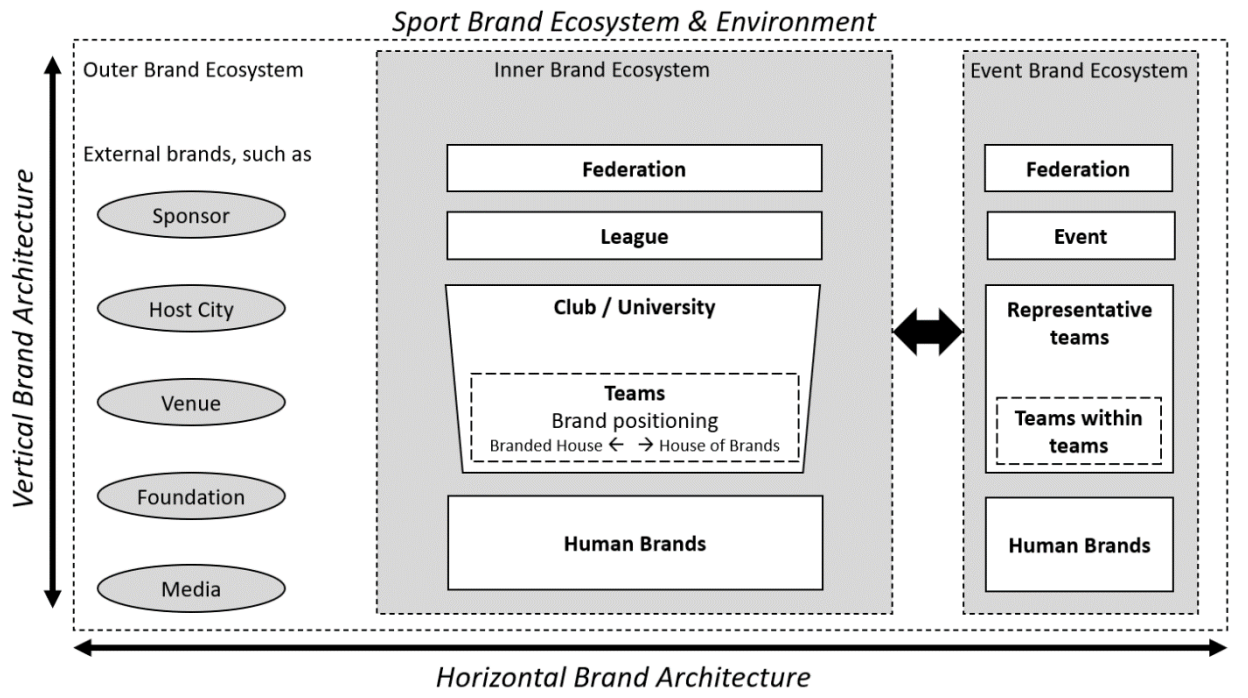 Sport Brand Ecosystem & Environment
Vertical Brand Architecture
Outer Brand Ecosystem
External brands, such as
Sponsor
Host City
Venue
Foundation
Media
Inner Brand Ecosystem
Federation
League
Club / University
Teams
Brand positioning
Branded House ← → House of Brands
Human Brands
Event Brand Ecosystem
Federation
Event
Representative
teams
Teams within
teams
Human Brands
Horizontal Brand Architecture